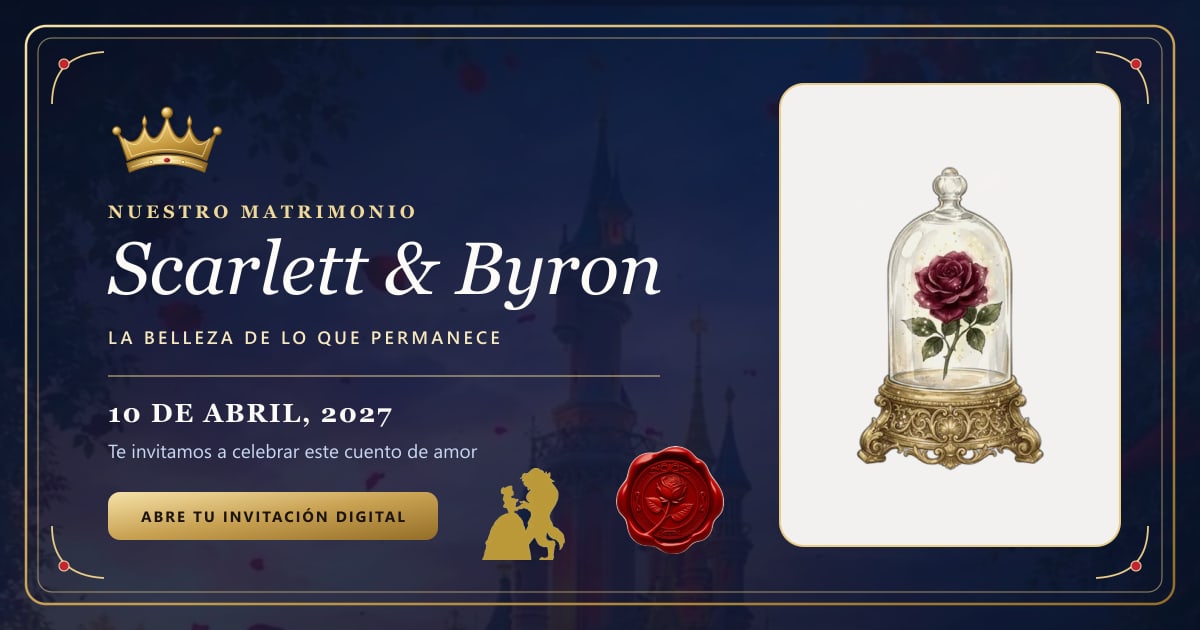 NUESTRO MATRIMONIO
Scarlett & Byron
LA BELLEZA DE LO QUE PERMANECE
10 DE ABRIL, 2027
Te invitamos a celebrar este cuento de amor
ABRE TU INVITACIÓN DIGITAL